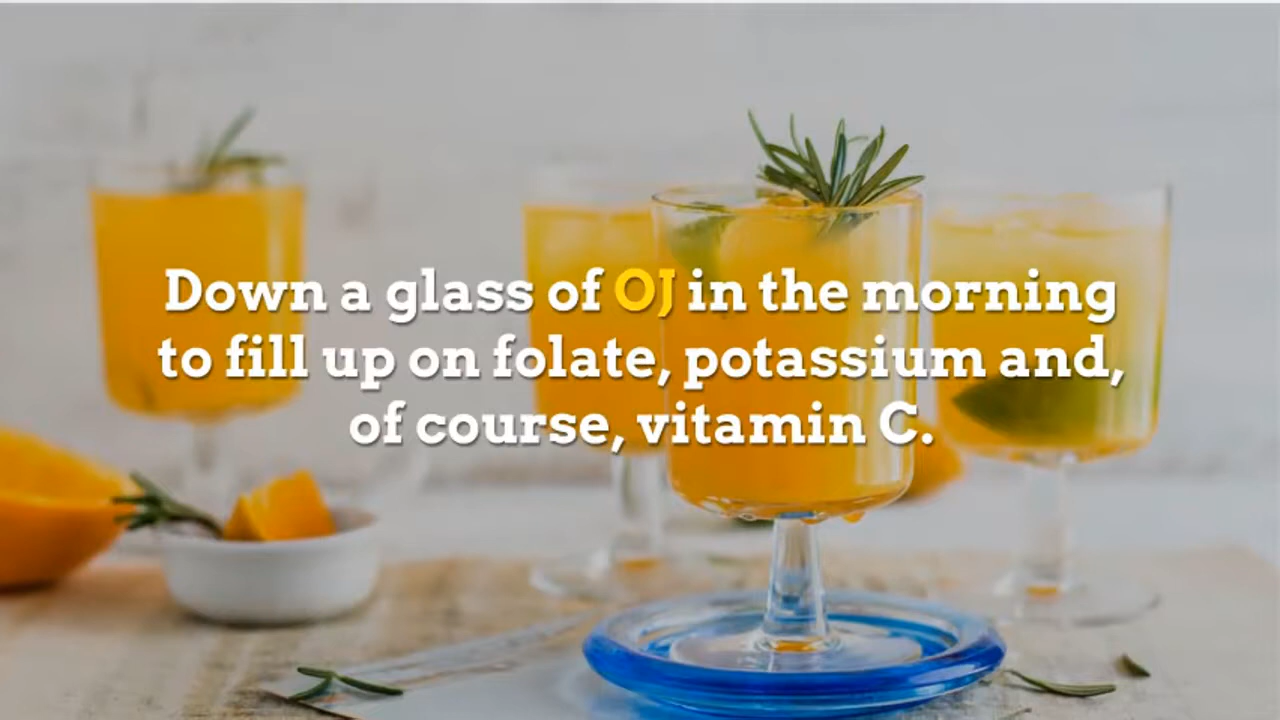 Down a glass of OJ in the morning
to fill up on folate, potassium and,
of course, vitamin C.